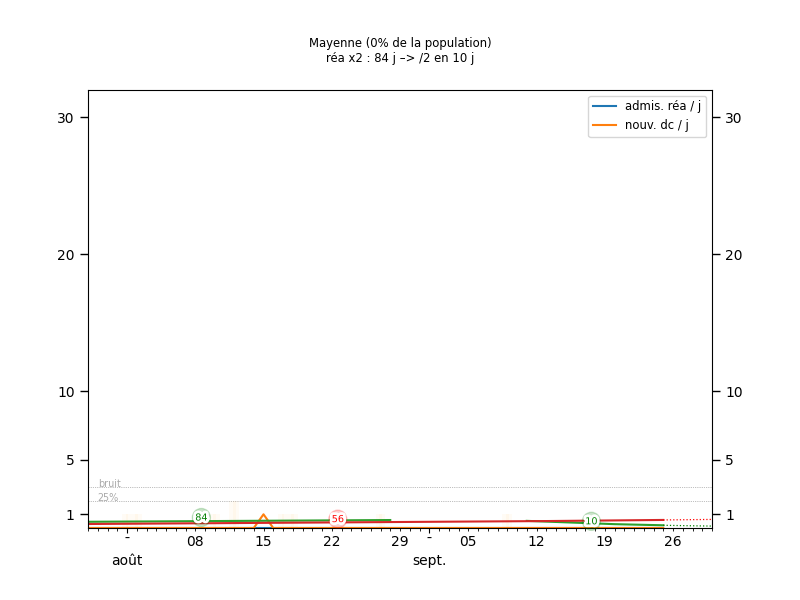 Mayenne (0% de la population)
réa x2 : 84 j –> /2 en 10 j
admis. réa / j
nouv. dc / j
30 30
20 20
10 10
5 5
bruit
25%
1 1
84 56 10
- 08 15 22 29 - 05 12 19 26
août sept.